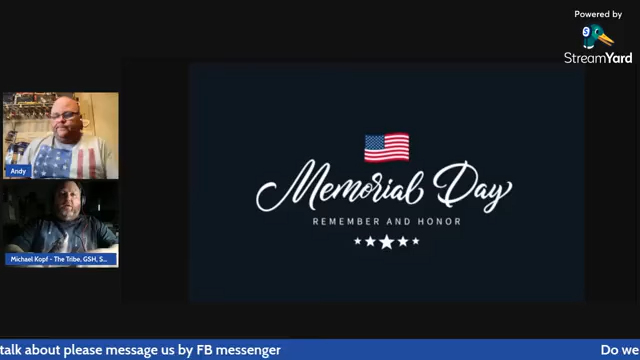 Powered by
StreamYard
Andy
Michael Kopf - The Tribe, GSH, S...
Memorial Day
REMEMBER AND HONOR
talk about please message us by FB messenger
Do we